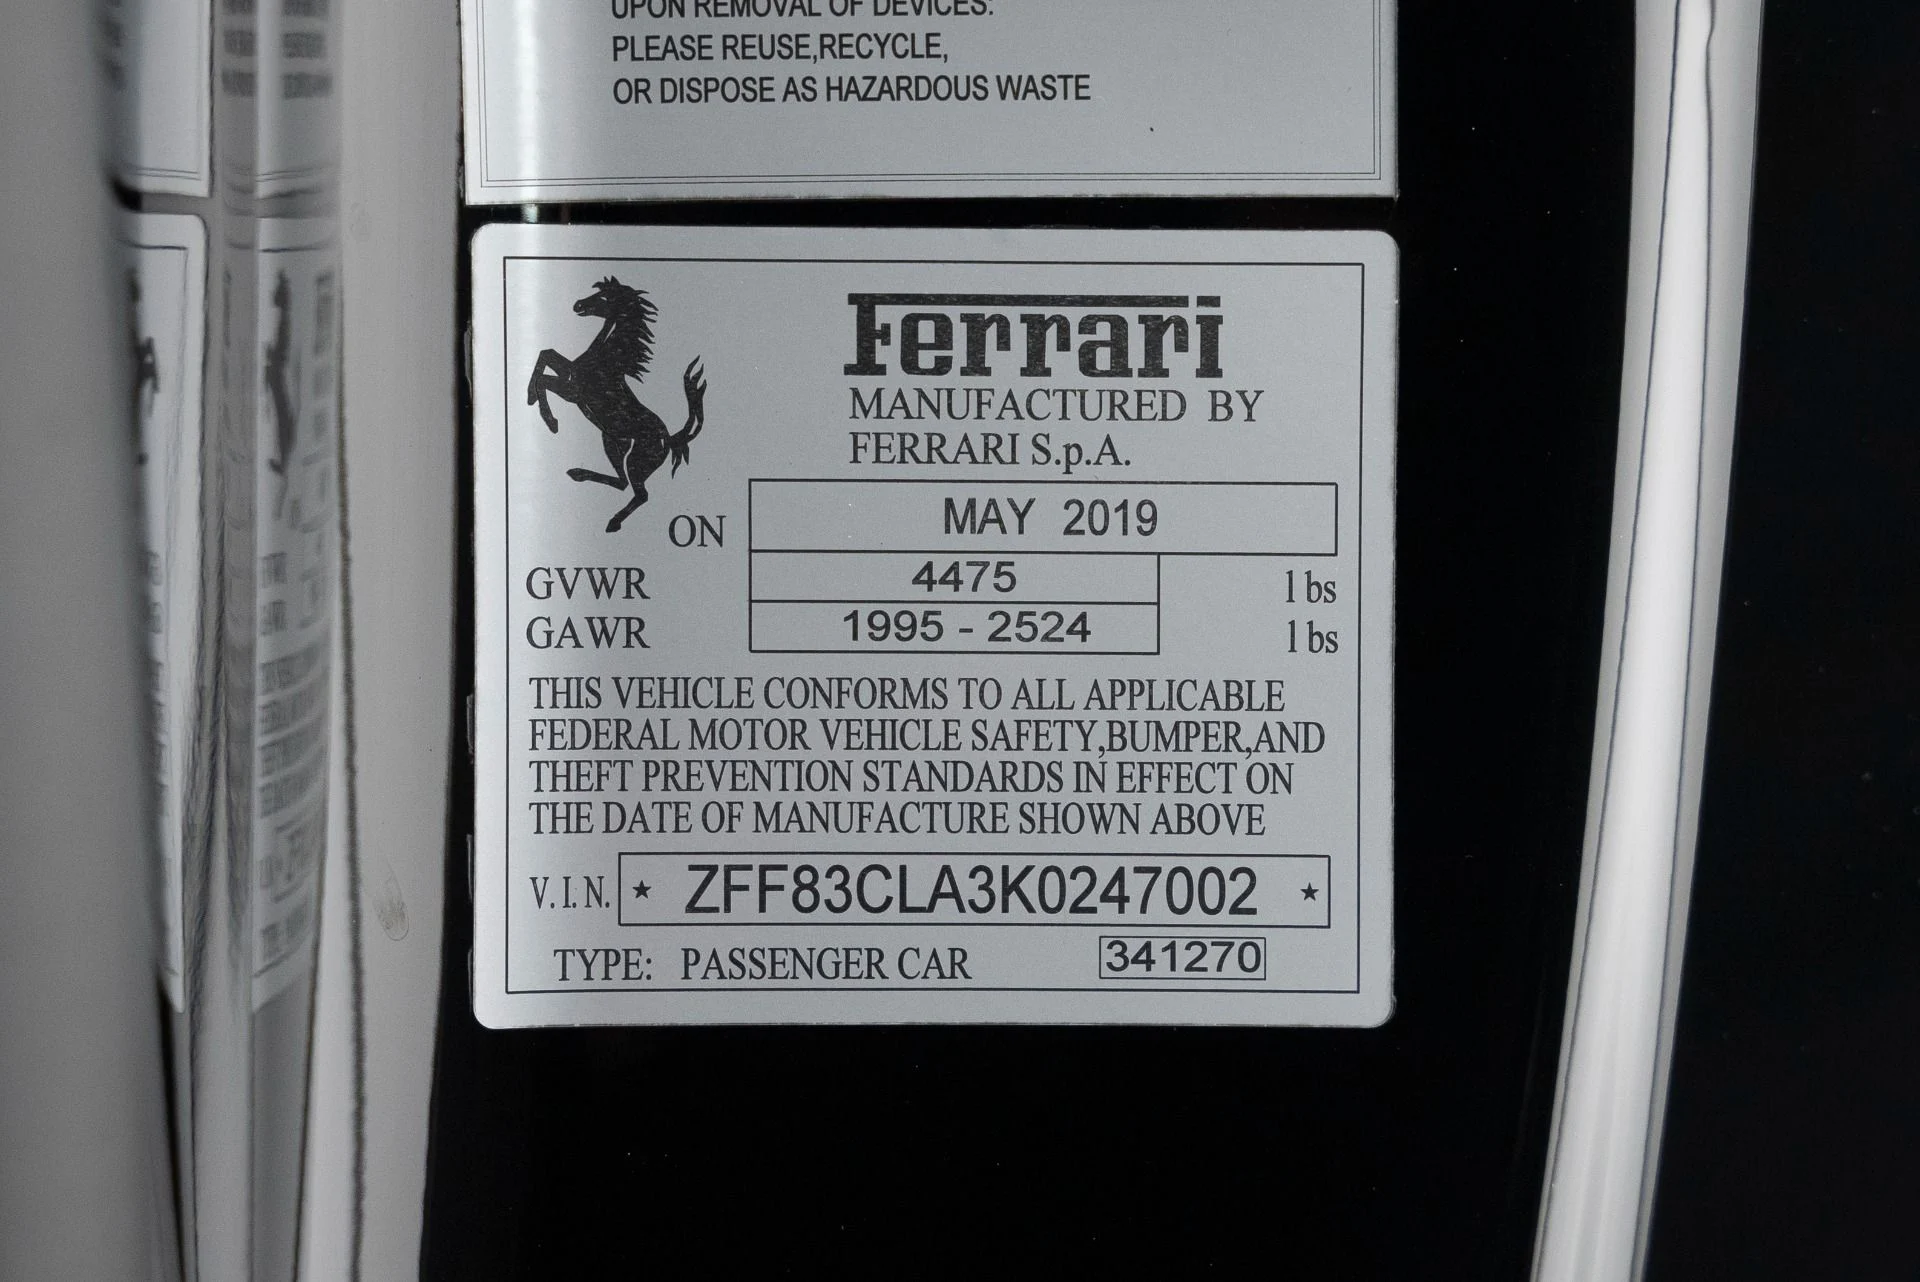 UPON REMOVAL OF DEVICES:
PLEASE REUSE,RECYCLE,
OR DISPOSE AS HAZARDOUS WASTE
Ferrari
MANUFACTURED BY
FERRARI S.p.A.
ON MAY 2019
GVWR 4475 lbs
GAWR 1995 - 2524 lbs
THIS VEHICLE CONFORMS TO ALL APPLICABLE
FEDERAL MOTOR VEHICLE SAFETY,BUMPER,AND
THEFT PREVENTION STANDARDS IN EFFECT ON
THE DATE OF MANUFACTURE SHOWN ABOVE
V.I.N. ★ ZFF83CLA3K0247002 ★
TYPE: PASSENGER CAR 341270